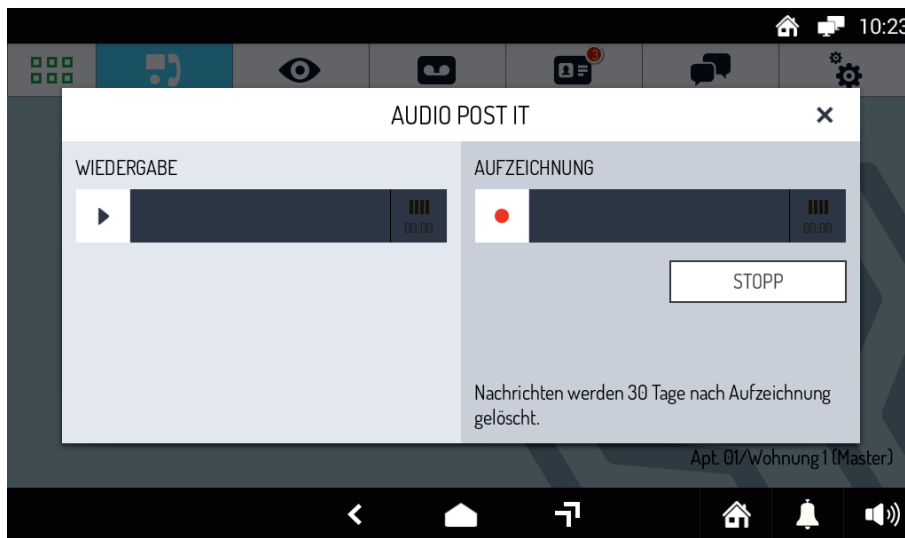 10:23
3
AUDIO POST IT
WIEDERGABE
AUFZEICHNUNG
00:00
00:00
STOPP
Nachrichten werden 30 Tage nach Aufzeichnung
gelöscht.
Apt. 01/Wohnung 1 (Master)